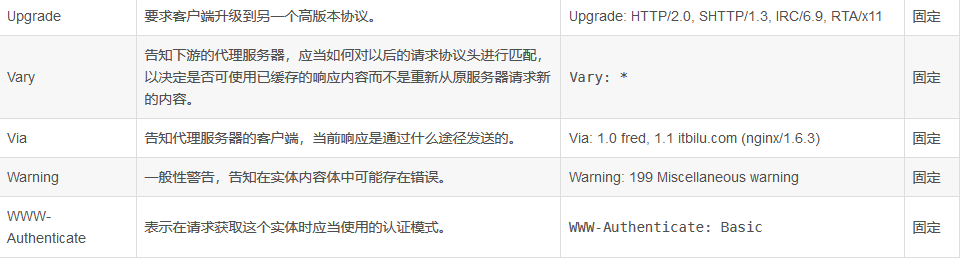 Upgrade 要求客户端升级到另一个高版本协议。 Upgrade: HTTP/2.0, SHTTP/1.3, IRC/6.9, RTA/x11 固定
告知下游的代理服务器，应当如何对以后的请求协议头进行匹配，
Vary 以决定是否可使用已缓存的响应内容而不是重新从原服务器请求新 Vary: * 固定
的内容。
Via 告知代理服务器的客户端，当前响应是通过什么途径发送的。 Via: 1.0 fred, 1.1 itbilu.com (nginx/1.6.3) 固定
Warning 一般性警告，告知在实体内容体中可能存在错误。 Warning: 199 Miscellaneous warning 固定
WWW-
Authenticate 表示在请求获取这个实体时应当使用的认证模式。 WWW-Authenticate: Basic 固定